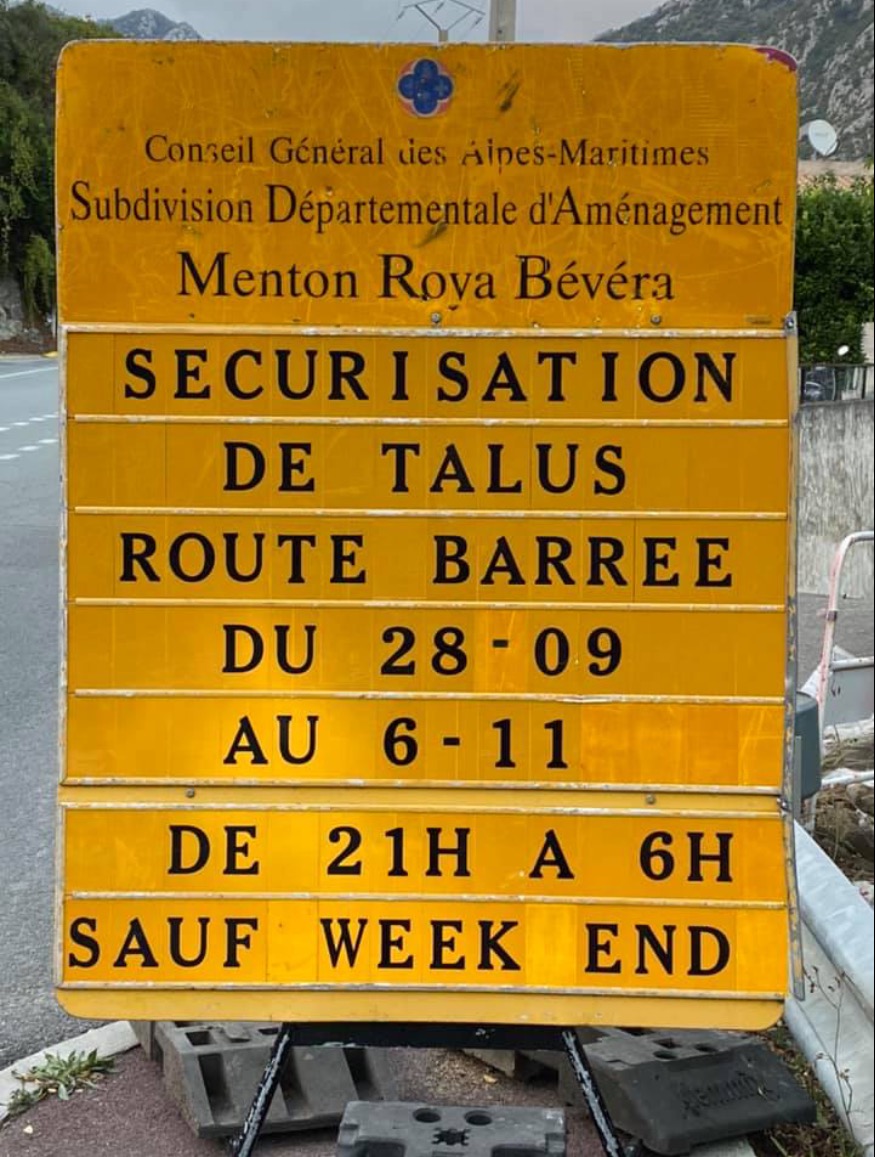 Conseil Général des Alpes-Maritimes
Subdivision Départementale d'Aménagement
Menton Roya Bévéra
SECURISATION
DE TALUS
ROUTE BARREE
DU 28-09
AU 6-11
DE 21H A 6H
SAUF WEEK END